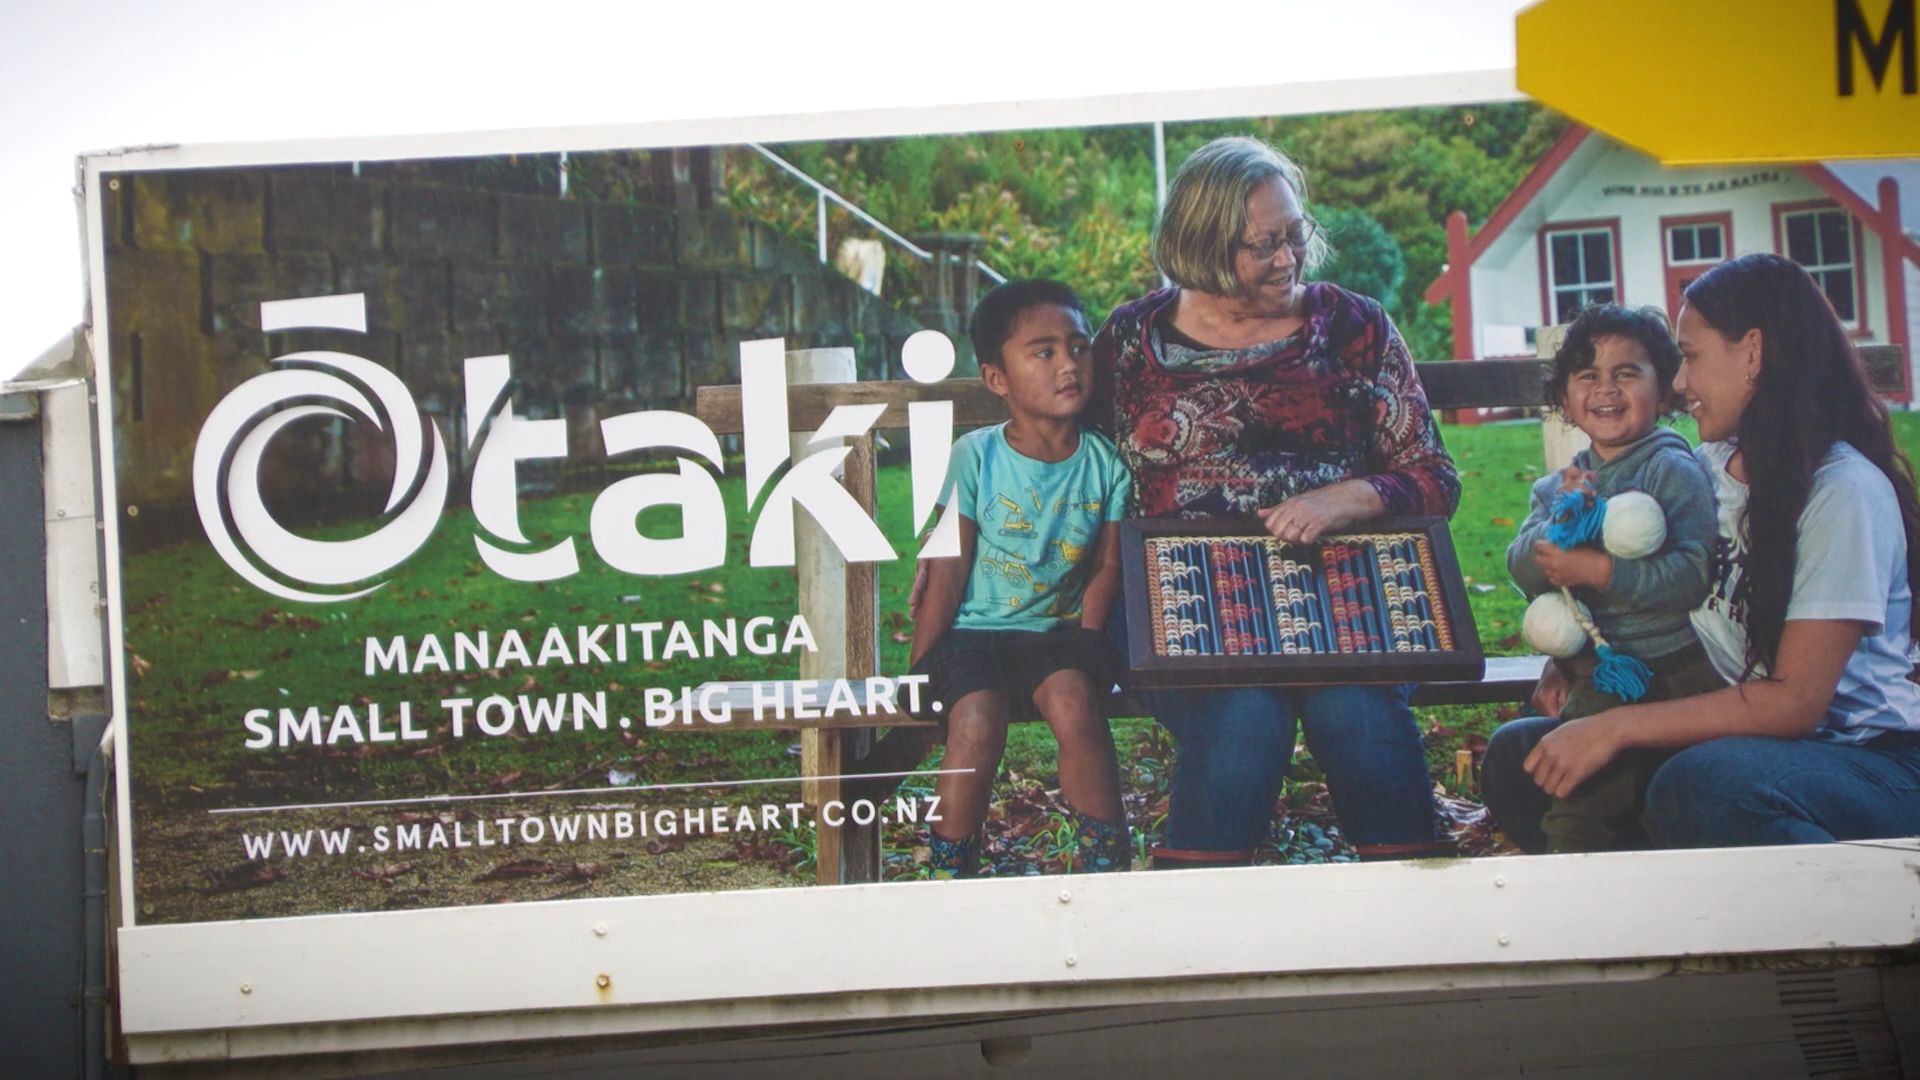 M
Ōtaki
MANAAKITANGA
SMALL TOWN. BIG HEART.
WWW.SMALLTOWNBIGHEART.CO.NZ